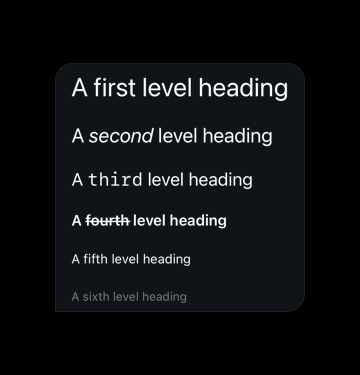 A first level heading
A second level heading
A third level heading
A fourth level heading
A fifth level heading
A sixth level heading